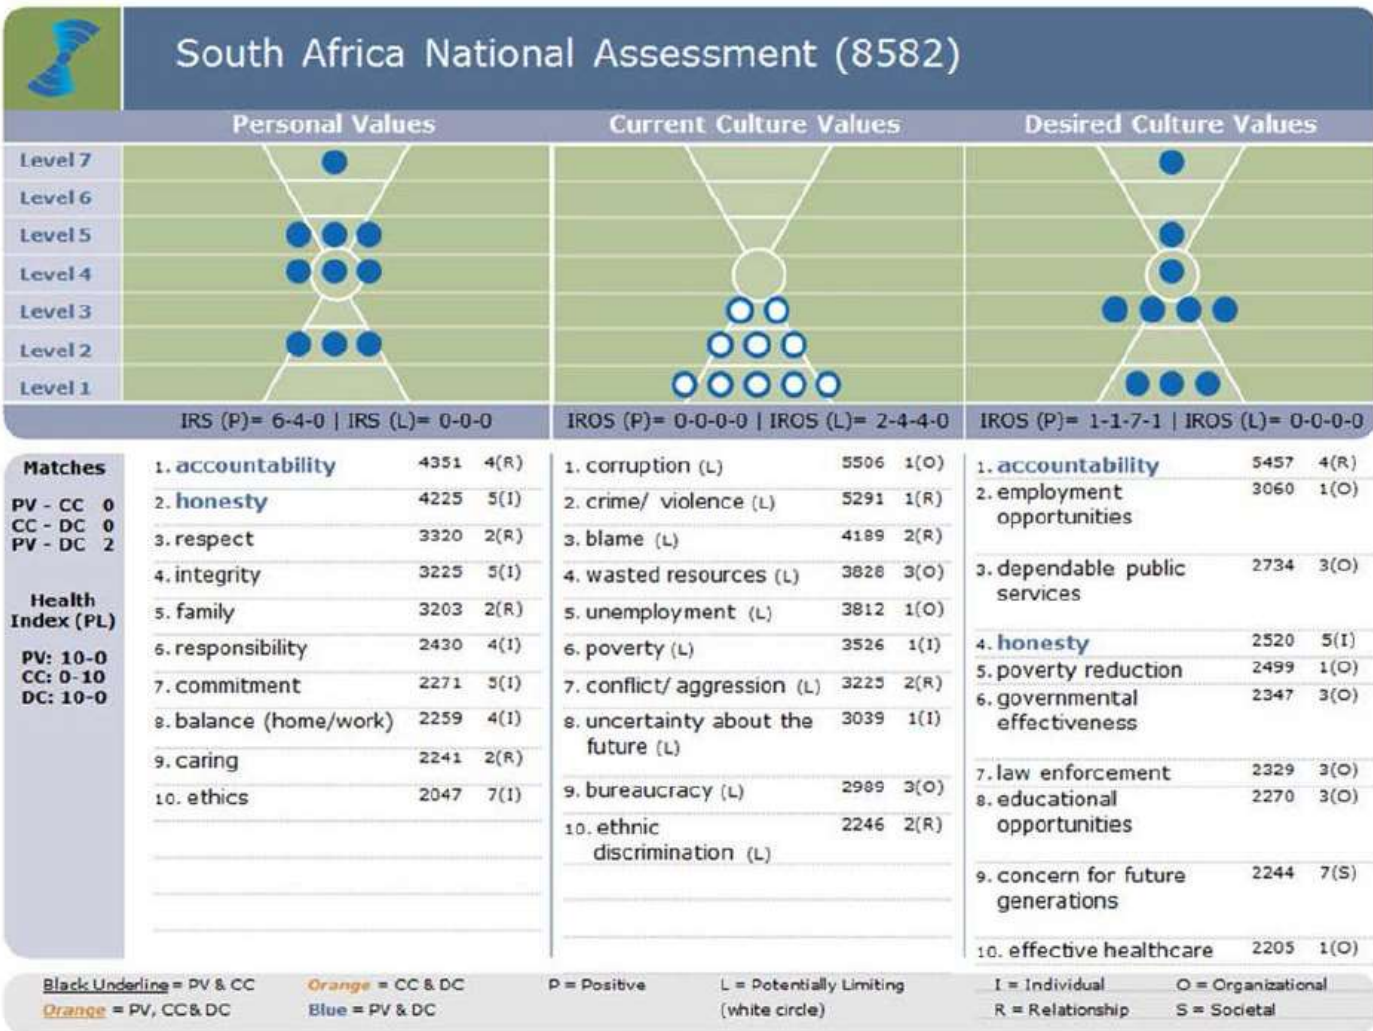 South Africa National Assessment (8582)
Personal Values
Current Culture Values
Desired Culture Values
Level 7
Level 6
Level 5
Level 4
Level 3
Level 2
Level 1
IRS (P)= 6-4-0 | IRS (L)= 0-0-0
IROS (P)= 0-0-0-0 | IROS (L)= 2-4-4-0
IROS (P)= 1-1-7-1 | IROS (L)= 0-0-0-0
Matches
PV - CC 0
CC - DC 0
PV - DC 2
Health
Index (PL)
PV: 10-0
CC: 0-10
DC: 10-0
1. accountability 4351 4(R)
2. honesty 4225 5(I)
3. respect 3320 2(R)
4. integrity 3225 5(I)
5. family 3203 2(R)
6. responsibility 2430 4(I)
7. commitment 2271 5(I)
8. balance (home/work) 2259 4(I)
9. caring 2241 2(R)
10. ethics 2047 7(I)
1. corruption (L) 5506 1(O)
2. crime/ violence (L) 5291 1(R)
3. blame (L) 4189 2(R)
4. wasted resources (L) 3828 3(O)
5. unemployment (L) 3812 1(O)
6. poverty (L) 3526 1(I)
7. conflict/ aggression (L) 3225 2(R)
8. uncertainty about the 3039 1(I)
future (L)
9. bureaucracy (L) 2989 3(O)
10. ethnic 2246 2(R)
discrimination (L)
1. accountability 5457 4(R)
2. employment 3060 1(O)
opportunities
3. dependable public 2734 3(O)
services
4. honesty 2520 5(I)
5. poverty reduction 2499 1(O)
6. governmental 2347 3(O)
effectiveness
7. law enforcement 2329 3(O)
8. educational 2270 3(O)
opportunities
9. concern for future 2244 7(S)
generations
10. effective healthcare 2205 1(O)
Black Underline = PV & CC
Orange = CC & DC
P = Positive
L = Potentially Limiting
I = Individual
O = Organizational
Orange = PV, CC& DC
Blue = PV & DC
(white circle)
R = Relationship
S = Societal